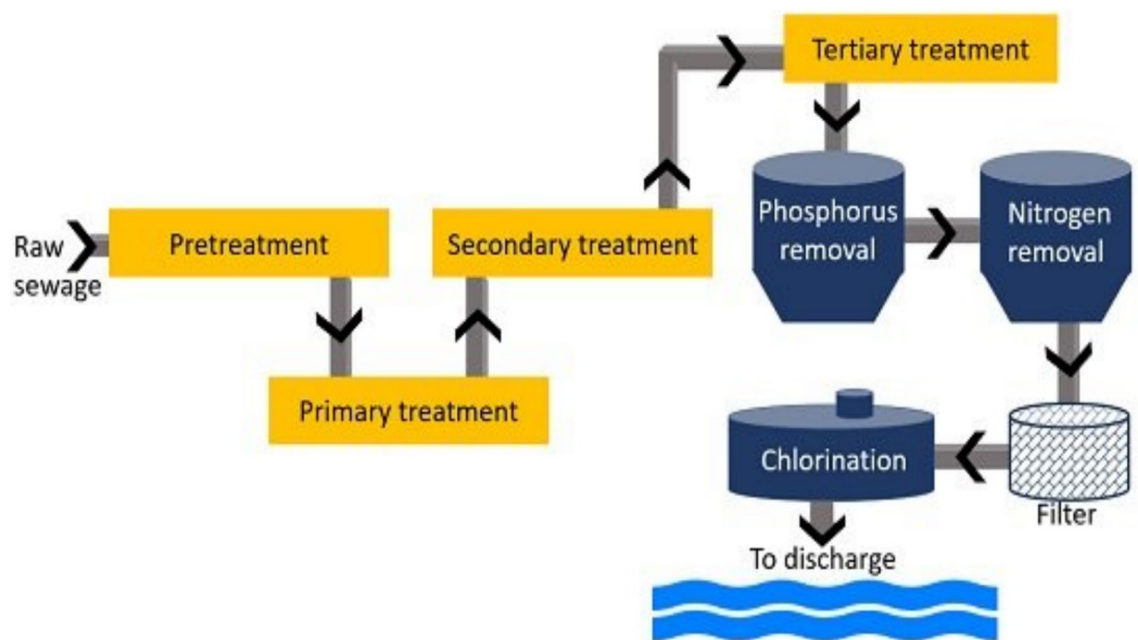 Raw
sewage
Pretreatment
Primary treatment
Secondary treatment
Tertiary treatment
Phosphorus
removal
Nitrogen
removal
Filter
Chlorination
To discharge